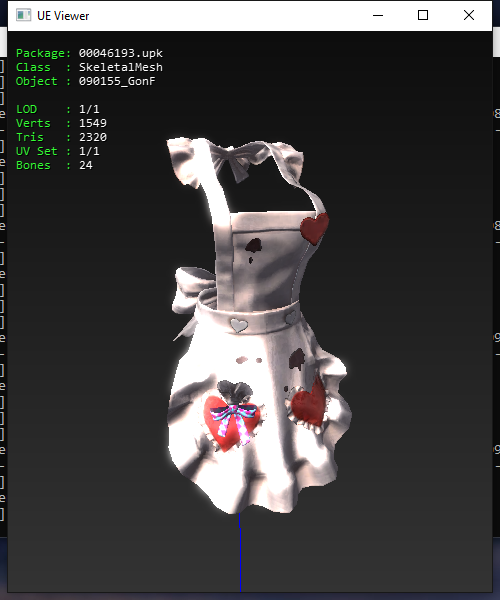 UE Viewer
Package: 00046193.upk
Class : SkeletalMesh
Object : 090155_GonF
LOD : 1/1
Verts : 1549
Tris : 2320
UV Set : 1/1
Bones : 24